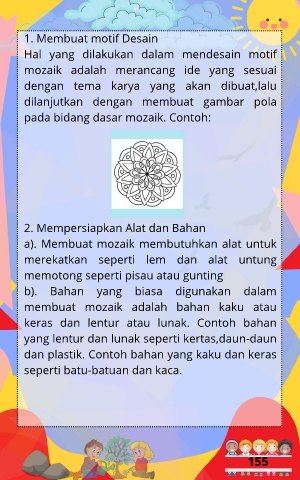 1. Membuat motif Desain
Hal yang dilakukan dalam mendesain motif
mozaik adalah merancang ide yang sesuai
dengan tema karya yang akan dibuat,lalu
dilanjutkan dengan membuat gambar pola
pada bidang dasar mozaik. Contoh:
2. Mempersiapkan Alat dan Bahan
a). Membuat mozaik membutuhkan alat untuk
merekatkan seperti lem dan alat untung
memotong seperti pisau atau gunting
b). Bahan yang biasa digunakan dalam
membuat mozaik adalah bahan kaku atau
keras dan lentur atau lunak. Contoh bahan
yang lentur dan lunak seperti kertas,daun-daun
dan plastik. Contoh bahan yang kaku dan keras
seperti batu-batuan dan kaca.
155